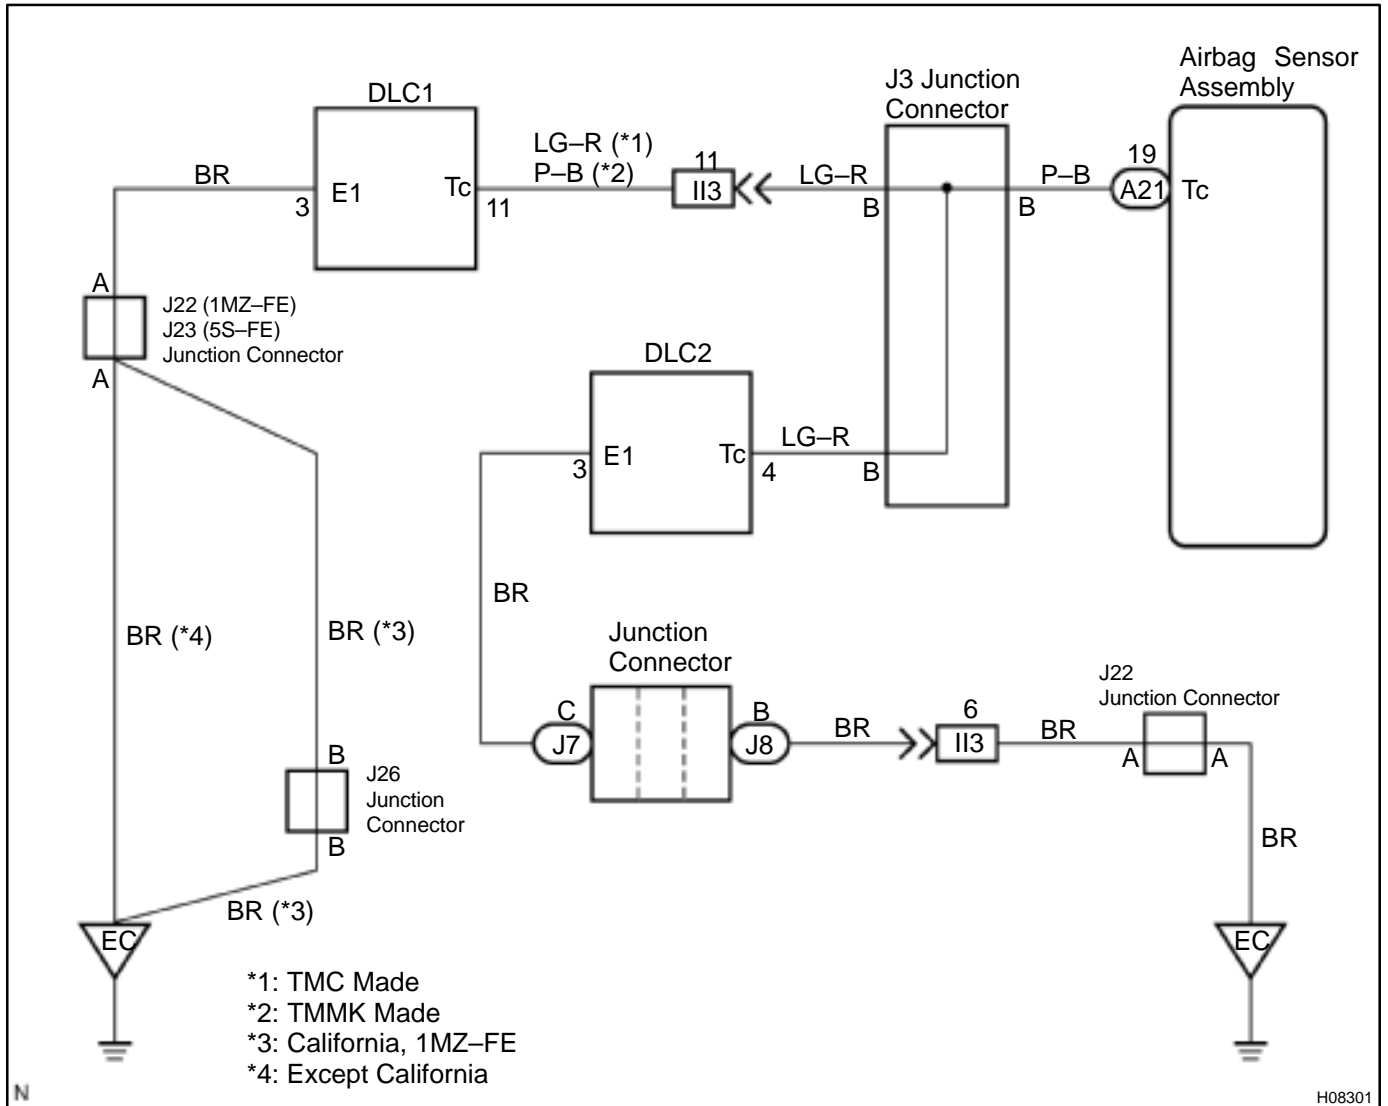 Airbag Sensor
Assembly
J3 Junction
Connector
DLC1
LG–R (*1)
P–B (*2)
BR
3
E1
Tc
11
11
II3
LG–R
B
B
P–B
19
A21
Tc
A
J22 (1MZ–FE)
J23 (5S–FE)
Junction Connector
A
DLC2
3
E1
Tc
4
LG–R
B
BR
BR (*4)
BR (*3)
Junction
Connector
C
J7
B
J8
BR
6
II3
BR
J22
Junction Connector
A
A
BR
B
J26
Junction
Connector
B
BR (*3)
EC
EC
*1: TMC Made
*2: TMMK Made
*3: California, 1MZ–FE
*4: Except California
N
H08301